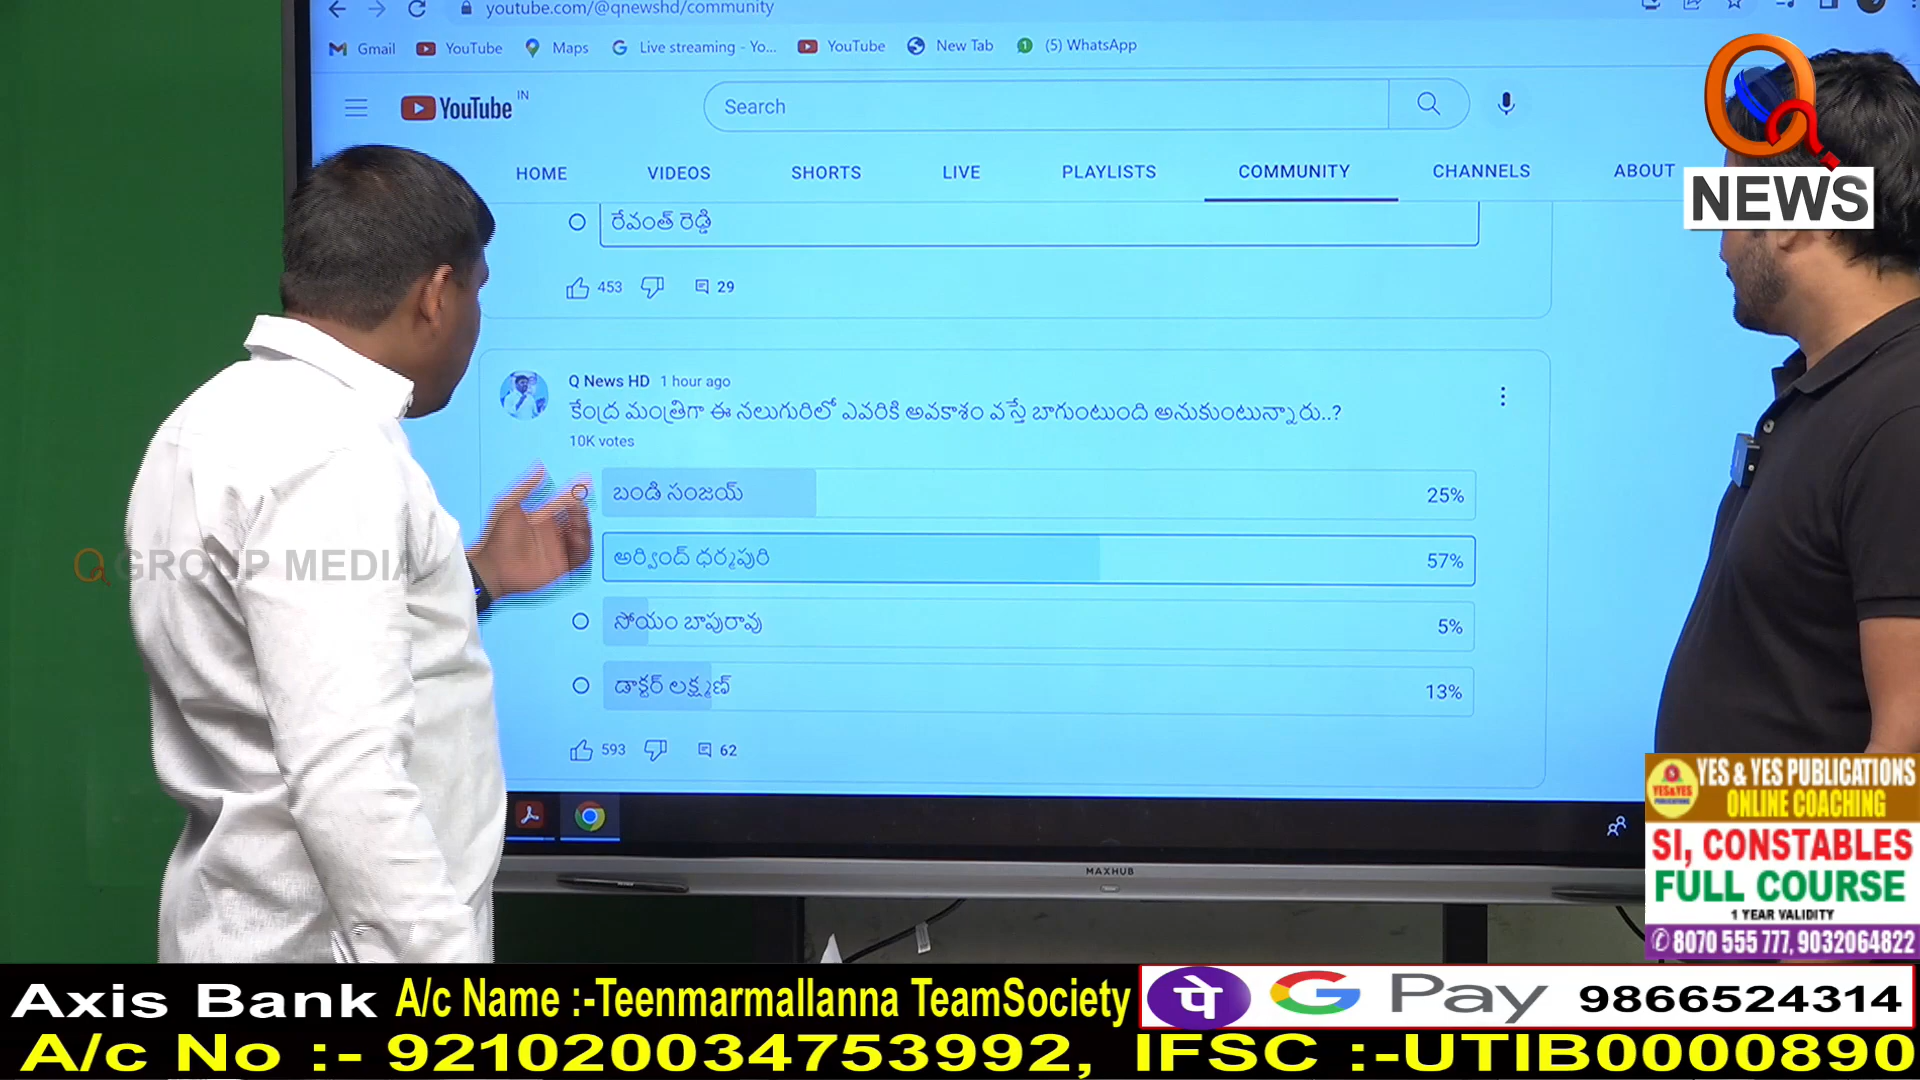 youtube.com/@qnewshd/community
Gmail YouTube Maps Live streaming - Yo... YouTube New Tab (5) WhatsApp
YouTube IN
Search
HOME VIDEOS SHORTS LIVE PLAYLISTS COMMUNITY CHANNELS ABOUT
Q
NEWS
రేవంత్ రెడ్డి
453 29
Q News HD 1 hour ago
కేంద్ర మంత్రిగా ఈ నలుగురిలో ఎవరికి అవకాశం వస్తే బాగుంటుంది అనుకుంటున్నారు..?
10K votes
బండి సంజయ్ 25%
అర్వింద్ ధర్మపురి 57%
సోయం బాపురావు 5%
డాక్టర్ లక్ష్మణ్ 13%
593 62
Q GROUP MEDIA
MAXHUB
YES & YES PUBLICATIONS
ONLINE COACHING
YES&YES
SI, CONSTABLES
FULL COURSE
1 YEAR VALIDITY
8070 555 777, 9032064822
Axis Bank A/c Name :-Teenmarmallanna TeamSociety
पे G Pay 9866524314
A/c No :- 921020034753992, IFSC :-UTIB0000890